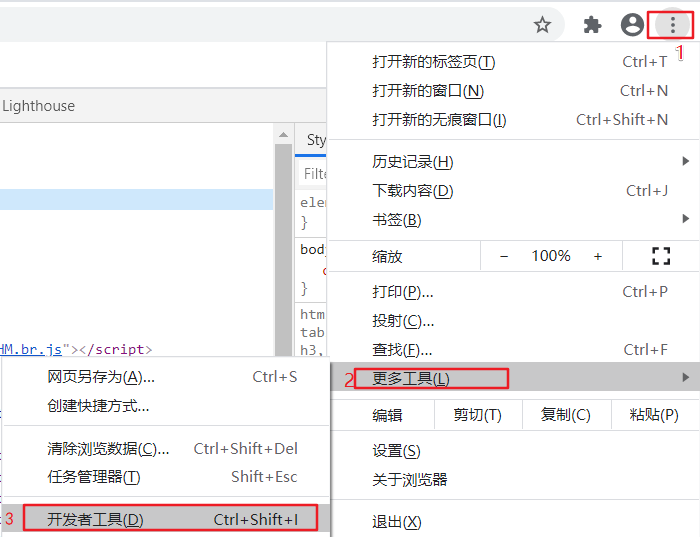 1
打开新的标签页(T) Ctrl+T
打开新的窗口(N) Ctrl+N
打开新的无痕窗口(I) Ctrl+Shift+N
历史记录(H)
下载内容(D) Ctrl+J
书签(B)
缩放 − 100% +
打印(P)... Ctrl+P
投射(C)...
查找(F)... Ctrl+F
2 更多工具(L)
编辑 剪切(T) 复制(C) 粘贴(P)
设置(S)
关于浏览器
退出(X)
Lighthouse
Sty
Filte
elen
}
body
c
}
htm
tab
h3,
HM.br.js"></script>
网页另存为(A)... Ctrl+S
创建快捷方式...
清除浏览数据(C)... Ctrl+Shift+Del
任务管理器(T) Shift+Esc
3 开发者工具(D) Ctrl+Shift+I